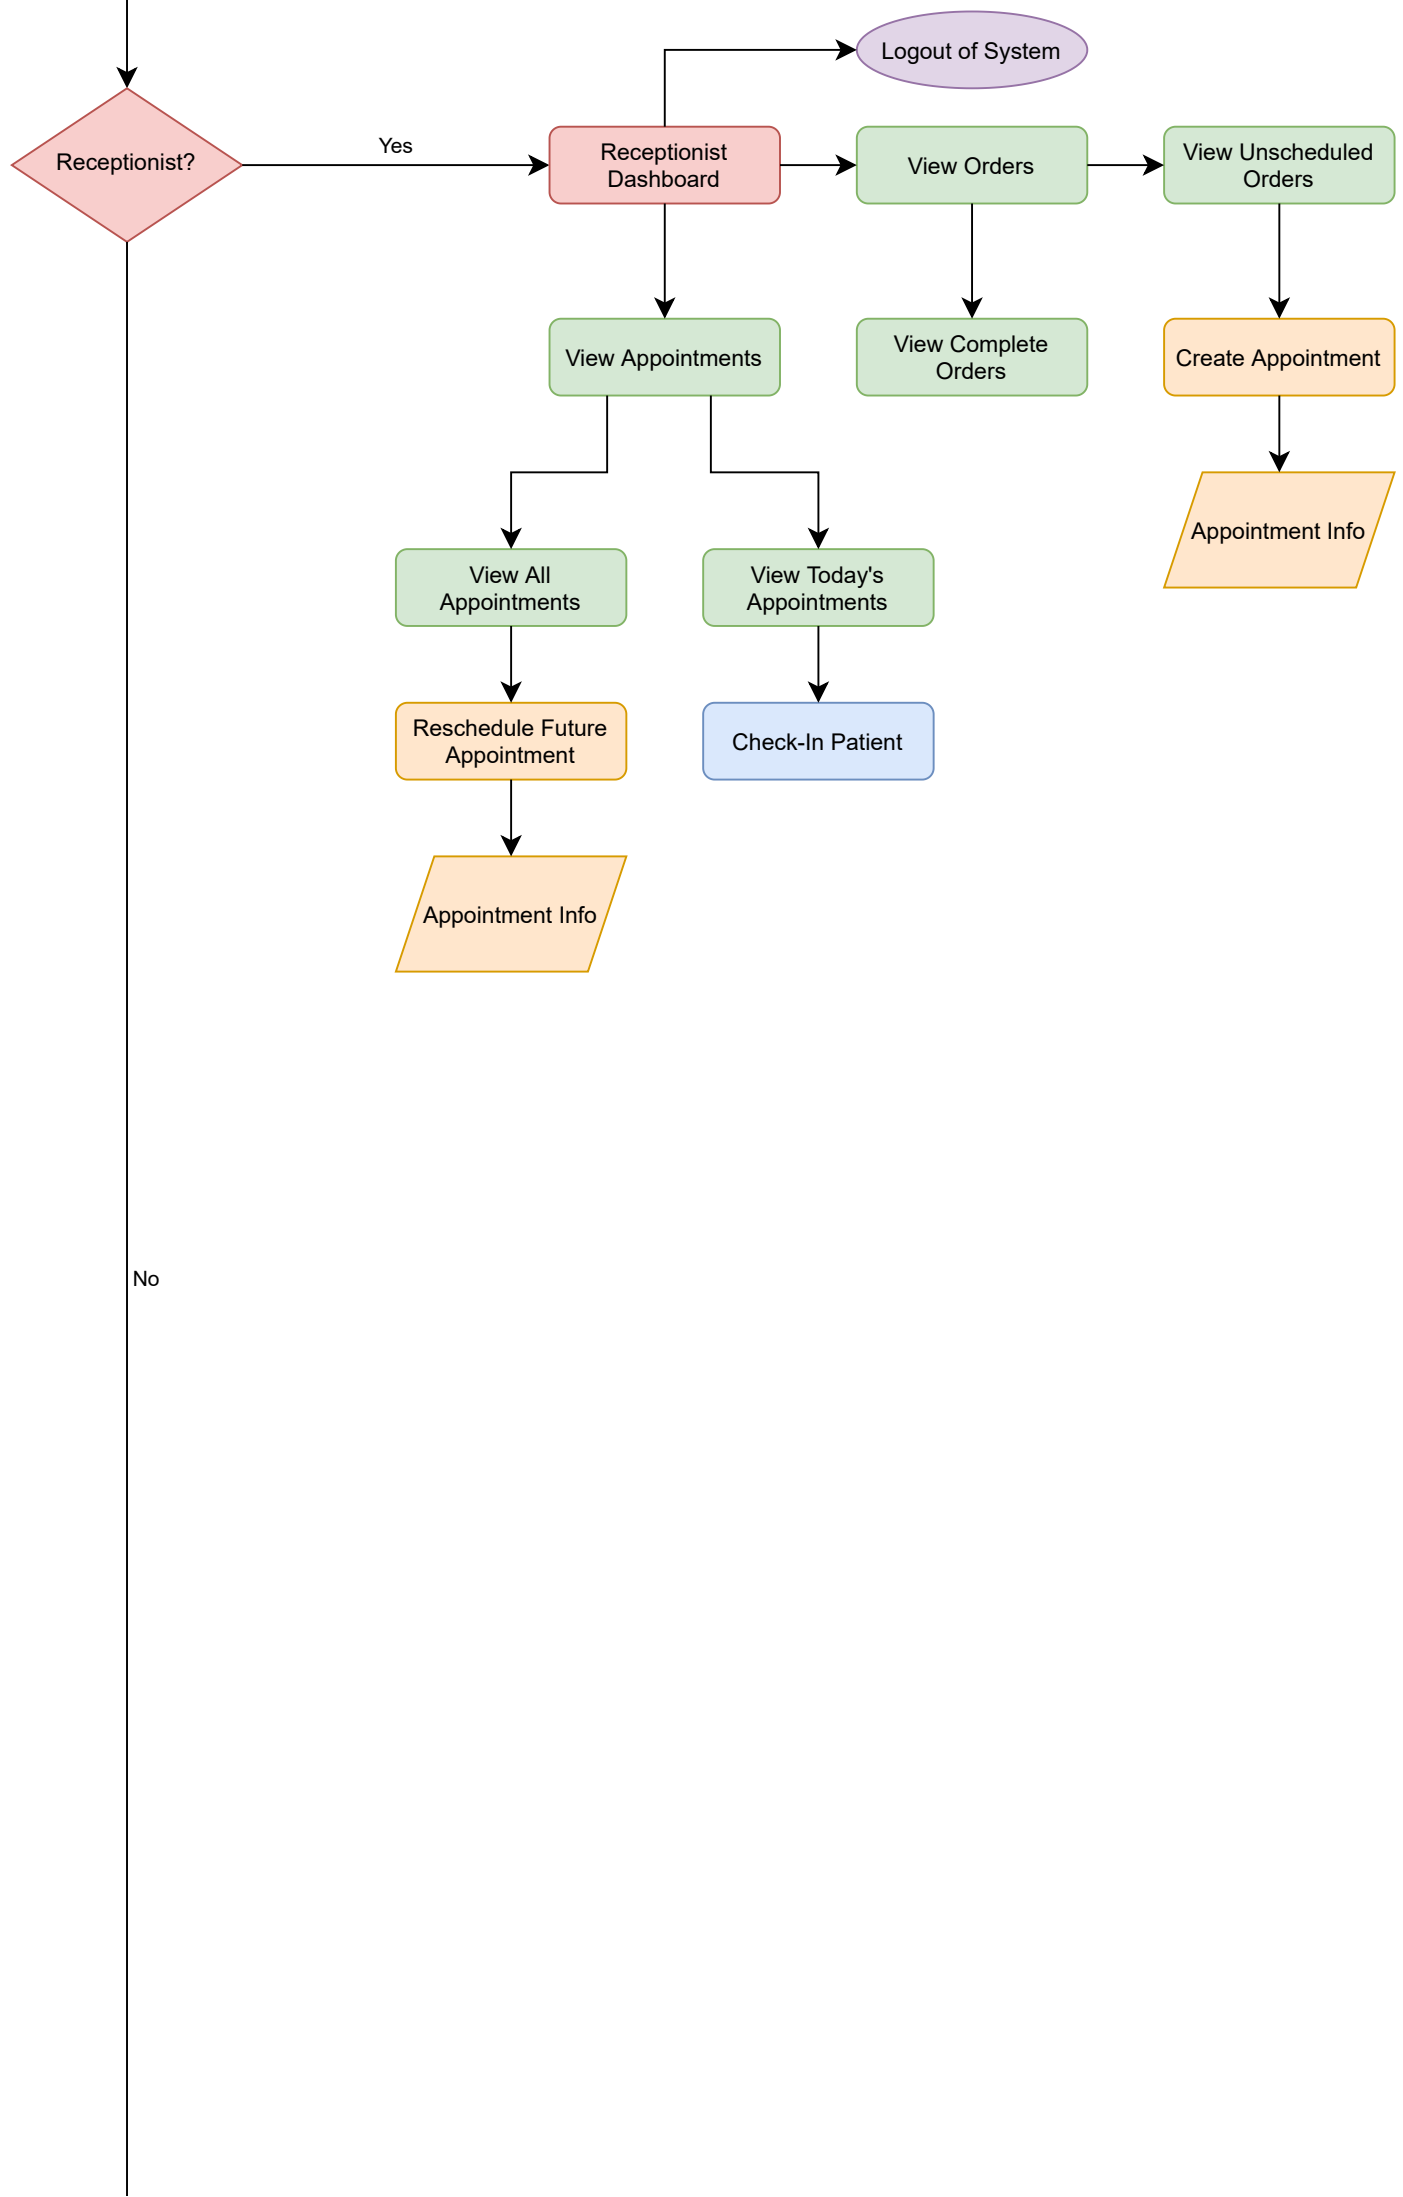 Logout of System
Receptionist?
Yes
Receptionist
Dashboard
View Orders
View Unscheduled
Orders
View Appointments
View Complete
Orders
Create Appointment
Appointment Info
View All
Appointments
View Today's
Appointments
Reschedule Future
Appointment
Check-In Patient
Appointment Info
No